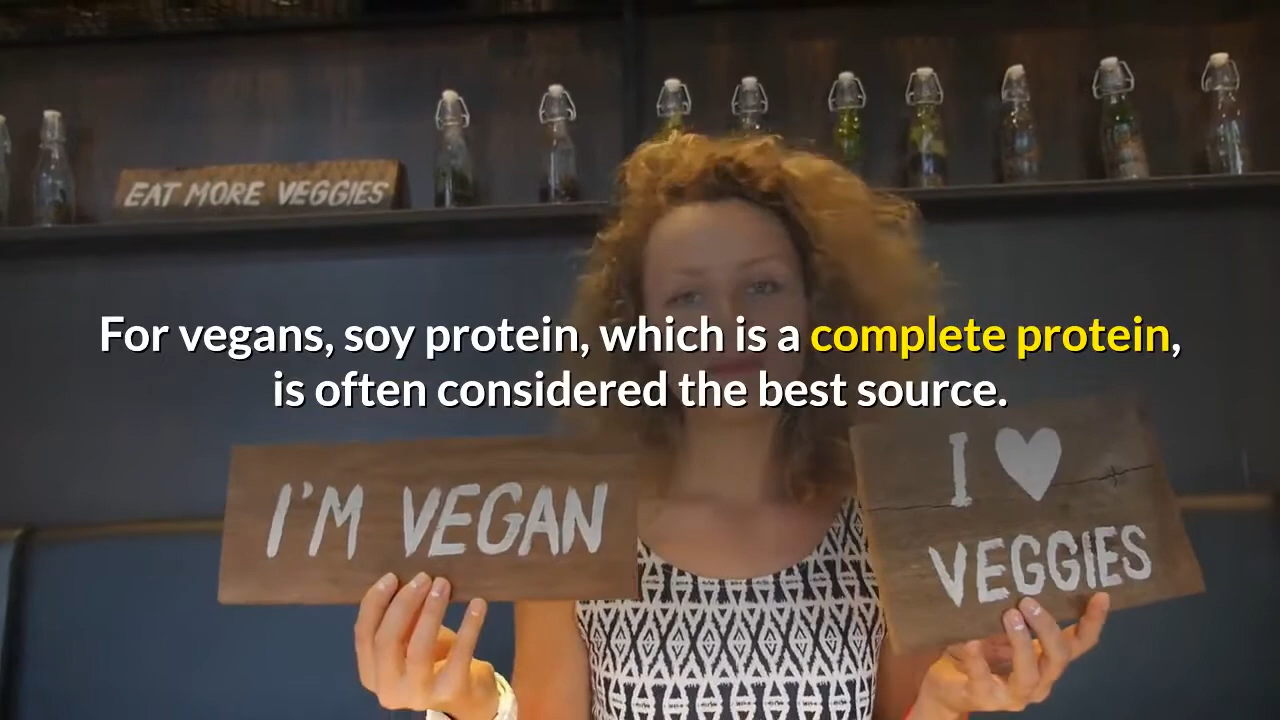 EAT MORE VEGGIES
For vegans, soy protein, which is a complete protein,
is often considered the best source.
I'M VEGAN
I ♥
VEGGIES